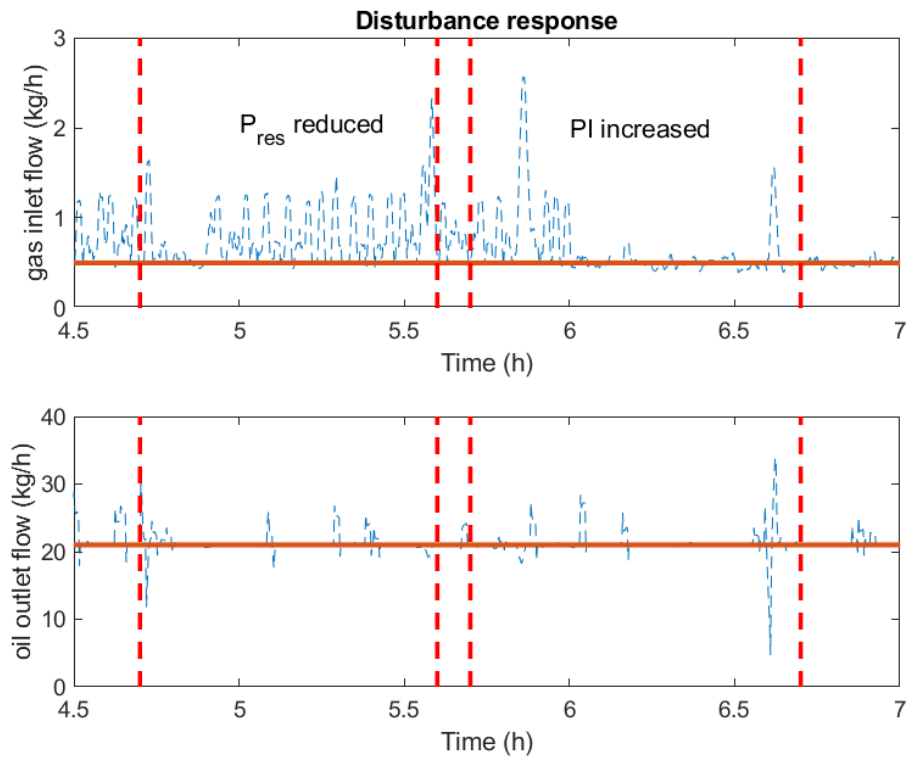 Disturbance response
gas inlet flow (kg/h)
3
2
1
0
P_res reduced
PI increased
4.5 5 5.5 6 6.5 7
Time (h)
oil outlet flow (kg/h)
40
30
20
10
0
4.5 5 5.5 6 6.5 7
Time (h)